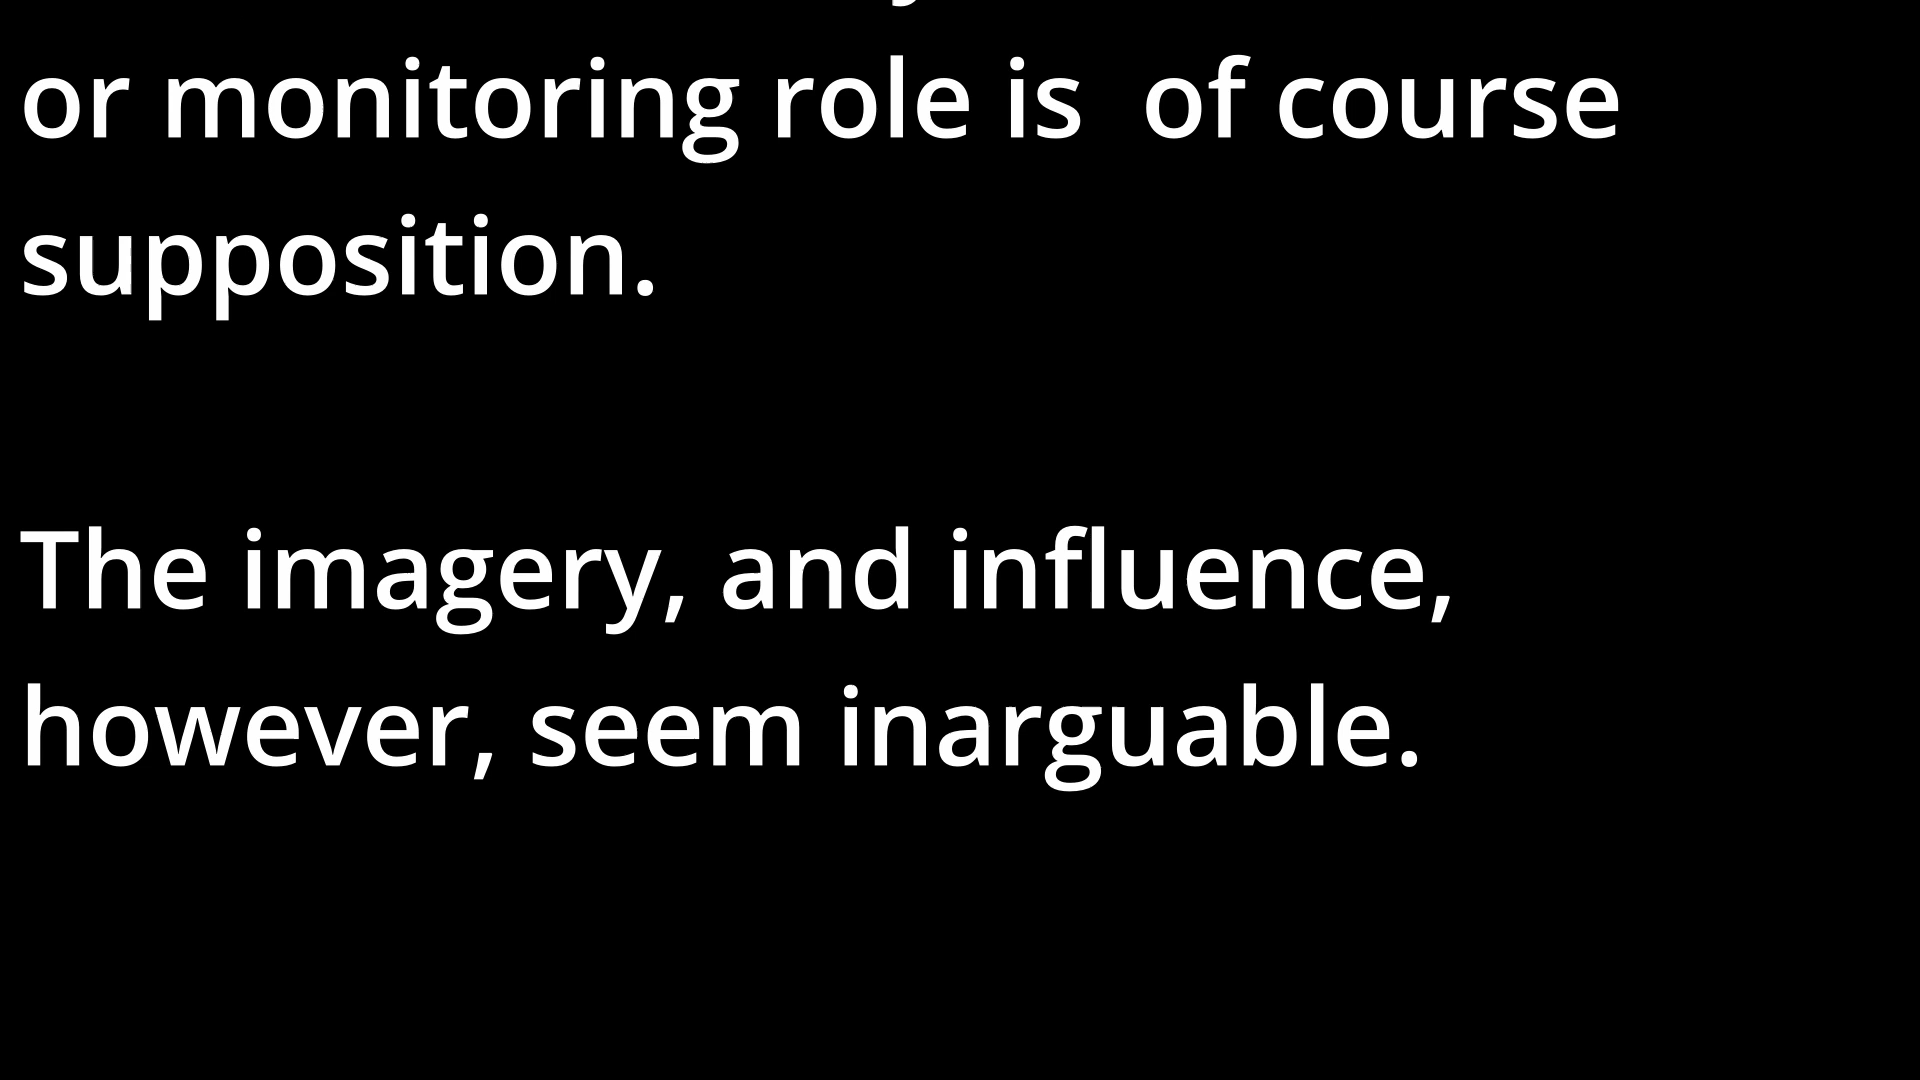 or monitoring role is  of course
supposition.
The imagery, and influence,
however, seem inarguable.